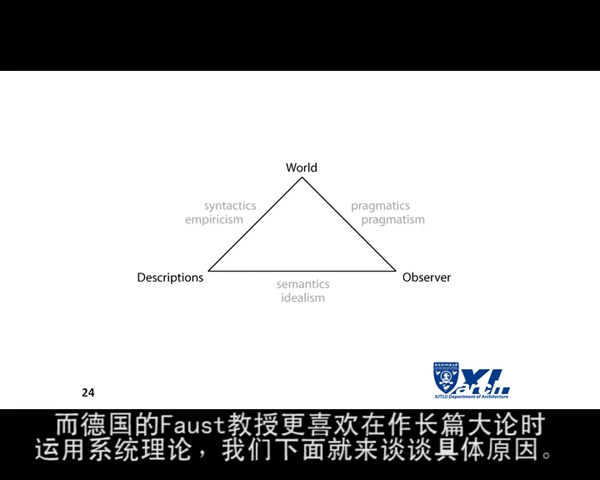 World
syntactics
empiricism
pragmatics
pragmatism
Descriptions
Observer
semantics
idealism
24
XJTLU Department of Architecture
而德国的Faust教授更喜欢在作长篇大论时
运用系统理论，我们下面就来谈谈具体原因。